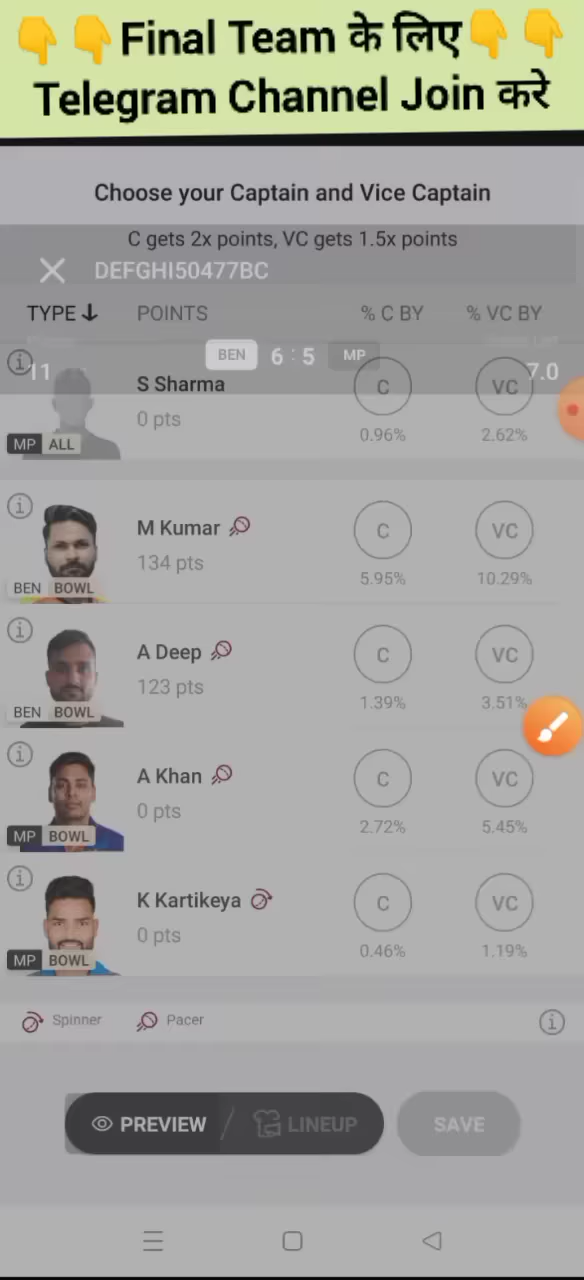 👇👇Final Team के लिए👇👇
Telegram Channel Join करे
Choose your Captain and Vice Captain
C gets 2x points, VC gets 1.5x points
DEFGHI50477BC
TYPE POINTS % C BY % VC BY
BEN 6 : 5 MP
11 7.0
S Sharma C VC
0 pts 0.96% 2.62%
MP ALL
M Kumar C VC
134 pts 5.95% 10.29%
BEN BOWL
A Deep C VC
123 pts 1.39% 3.51%
BEN BOWL
A Khan C VC
0 pts 2.72% 5.45%
MP BOWL
K Kartikeya C VC
0 pts 0.46% 1.19%
MP BOWL
Spinner Pacer
PREVIEW / LINEUP SAVE